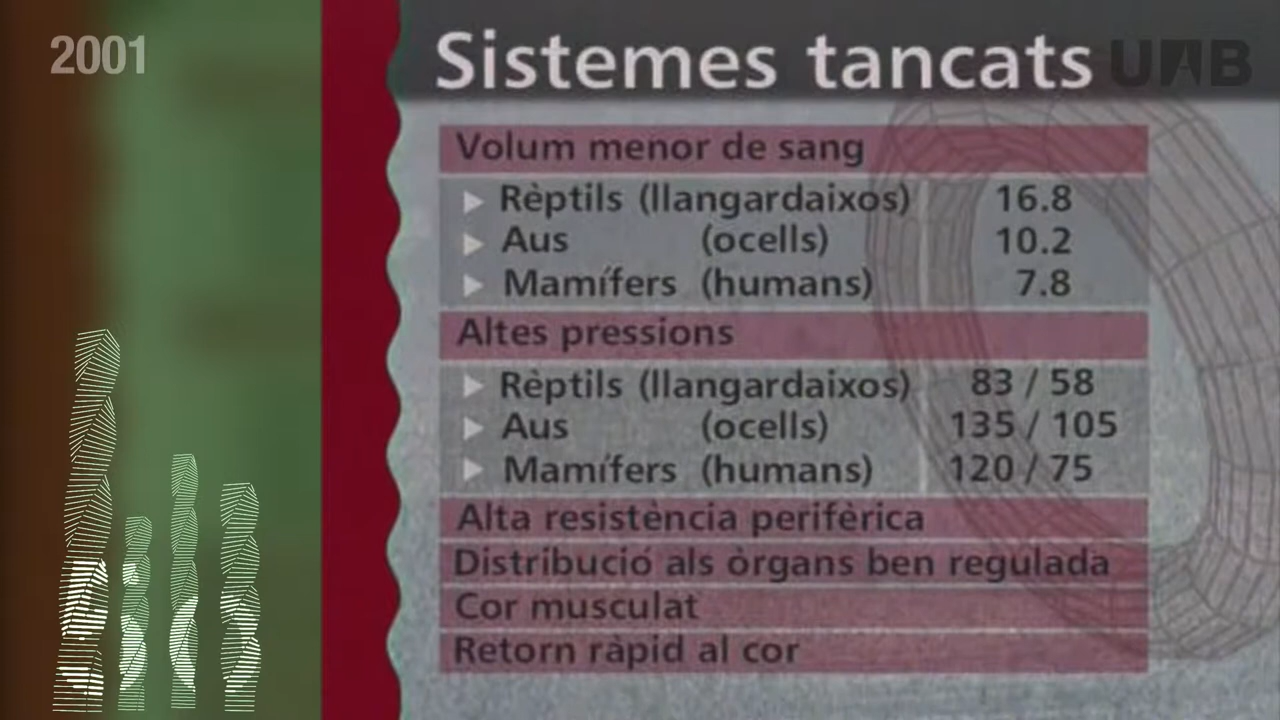 2001
Sistemes tancats
UAB
Volum menor de sang
Rèptils (llangardaixos) 16.8
Aus (ocells) 10.2
Mamífers (humans) 7.8
Altes pressions
Rèptils (llangardaixos) 83 / 58
Aus (ocells) 135 / 105
Mamífers (humans) 120 / 75
Alta resistència perifèrica
Distribució als òrgans ben regulada
Cor musculat
Retorn ràpid al cor